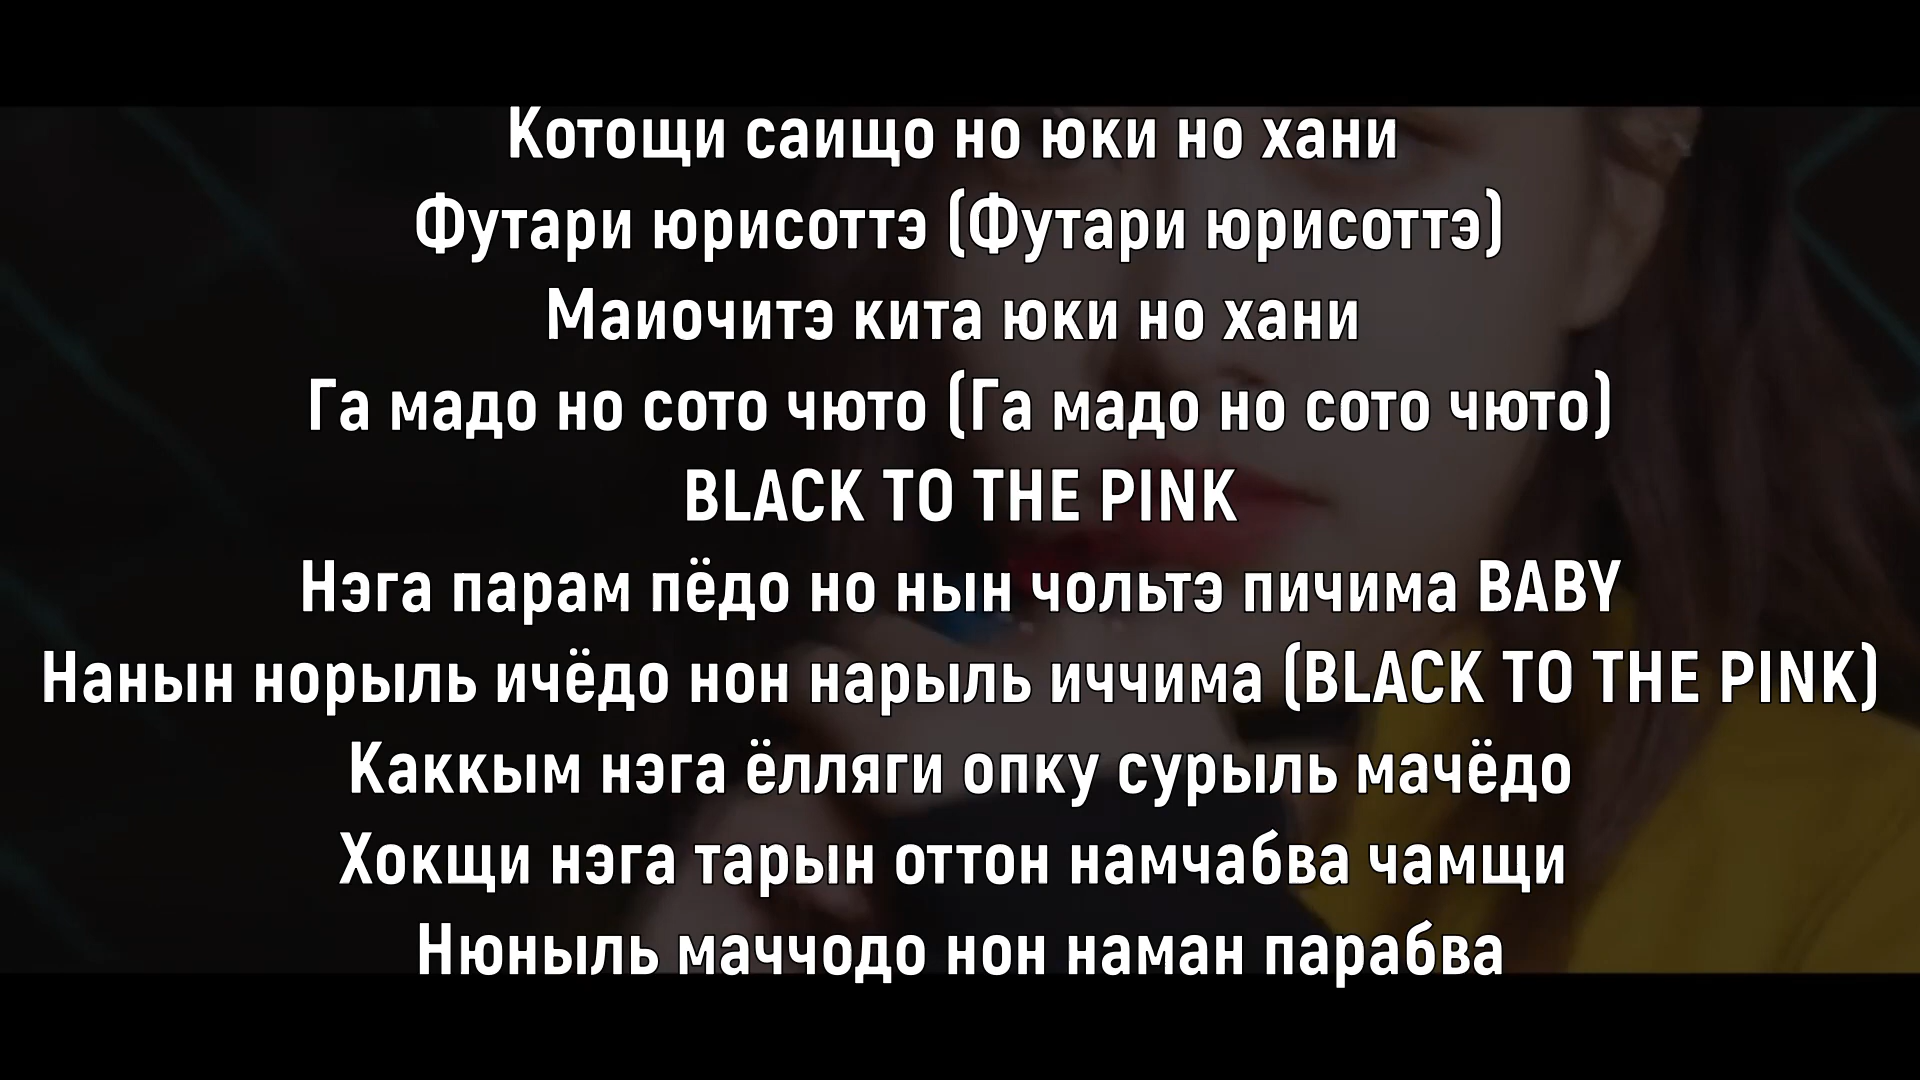 Котощи саищо но юки но хани
Футари юрисоттэ (Футари юрисоттэ)
Маиочитэ кита юки но хани
Га мадо но сото чюто (Га мадо но сото чюто)
BLACK TO THE PINK
Нэга парам пёдо но нын чольтэ пичима BABY
Нанын норыль ичёдо нон нарыль иччима (BLACK TO THE PINK)
Каккым нэга ёлляги опку сурыль мачёдо
Хокщи нэга тарын оттон намчабва чамщи
Нюныль маччодо нон наман парабва